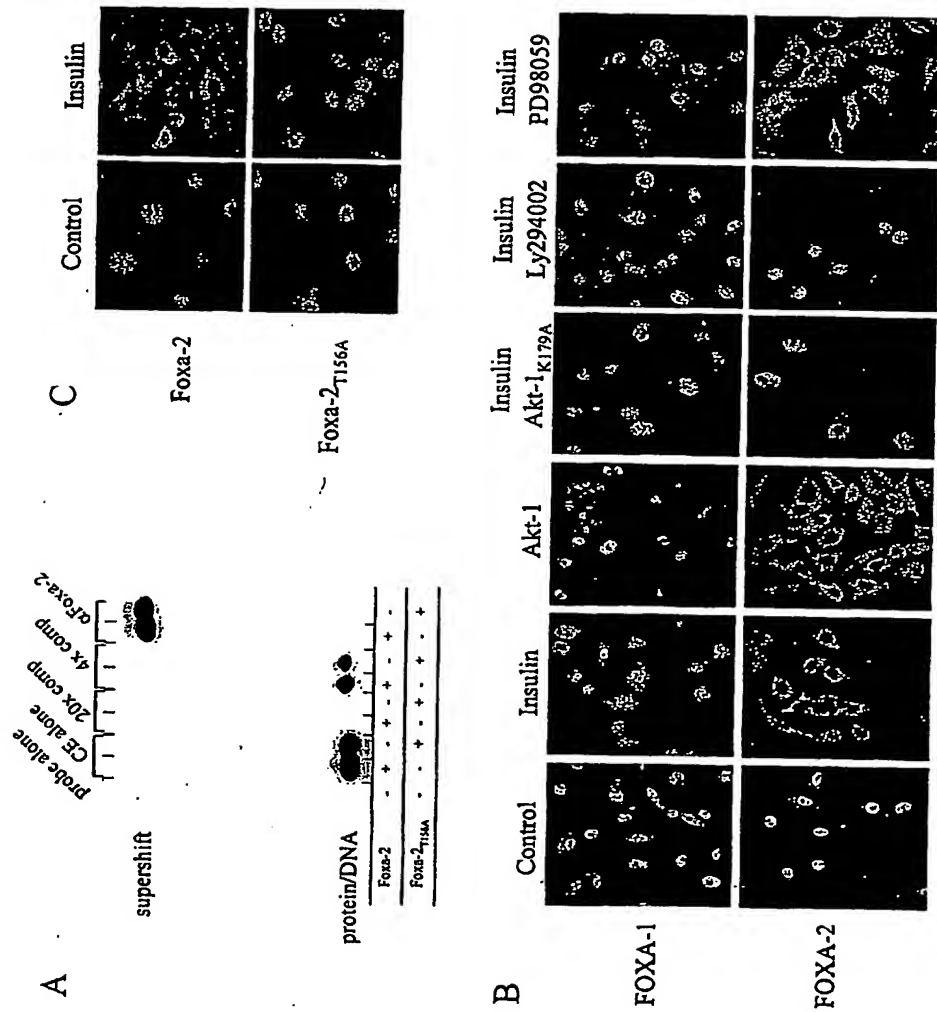 A
probe alone
CE alone
20x comp
4x comp
αFoxa-2
supershift
protein/DNA
Foxa-2 - + - + - + - + -
Foxa-2T156A - - + - + - + - +
C
Control Insulin
Foxa-2
Foxa-2T156A
B
Control Insulin Akt-1 Insulin Akt-1K179A Insulin Ly294002 Insulin PD98059
FOXA-1
FOXA-2